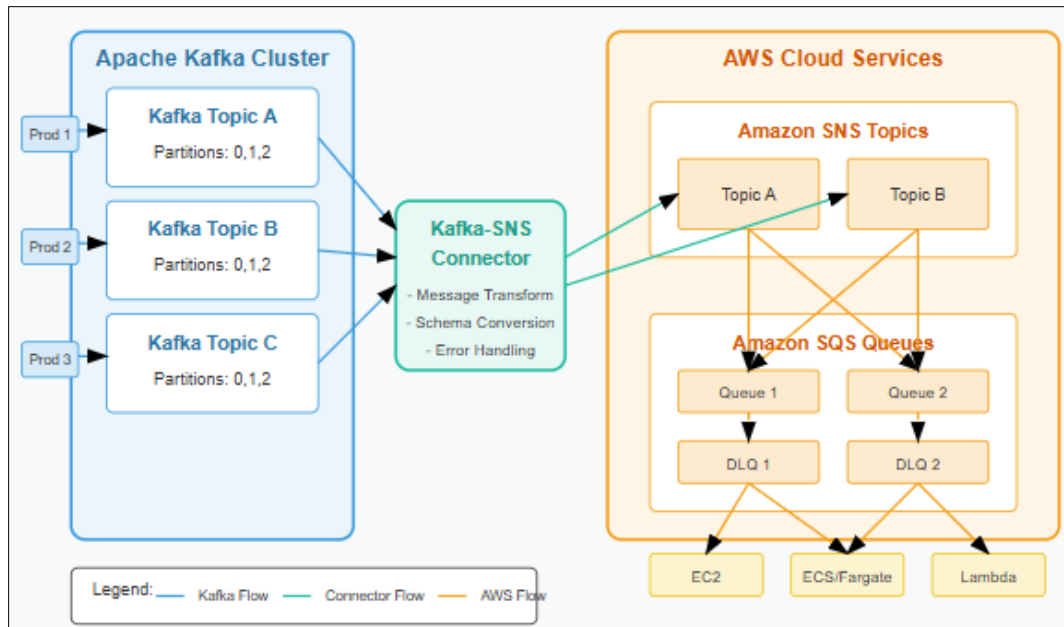 Apache Kafka Cluster
AWS Cloud Services
Prod 1
Kafka Topic A
Partitions: 0,1,2
Prod 2
Kafka Topic B
Partitions: 0,1,2
Prod 3
Kafka Topic C
Partitions: 0,1,2
Kafka-SNS
Connector
- Message Transform
- Schema Conversion
- Error Handling
Amazon SNS Topics
Topic A
Topic B
Amazon SQS Queues
Queue 1
Queue 2
DLQ 1
DLQ 2
EC2
ECS/Fargate
Lambda
Legend:
Kafka Flow
Connector Flow
AWS Flow